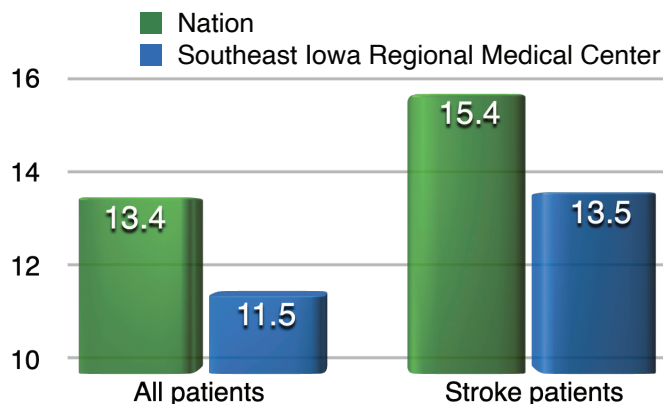 Nation
Southeast Iowa Regional Medical Center
16
14
12
10
13.4
11.5
15.4
13.5
All patients
Stroke patients